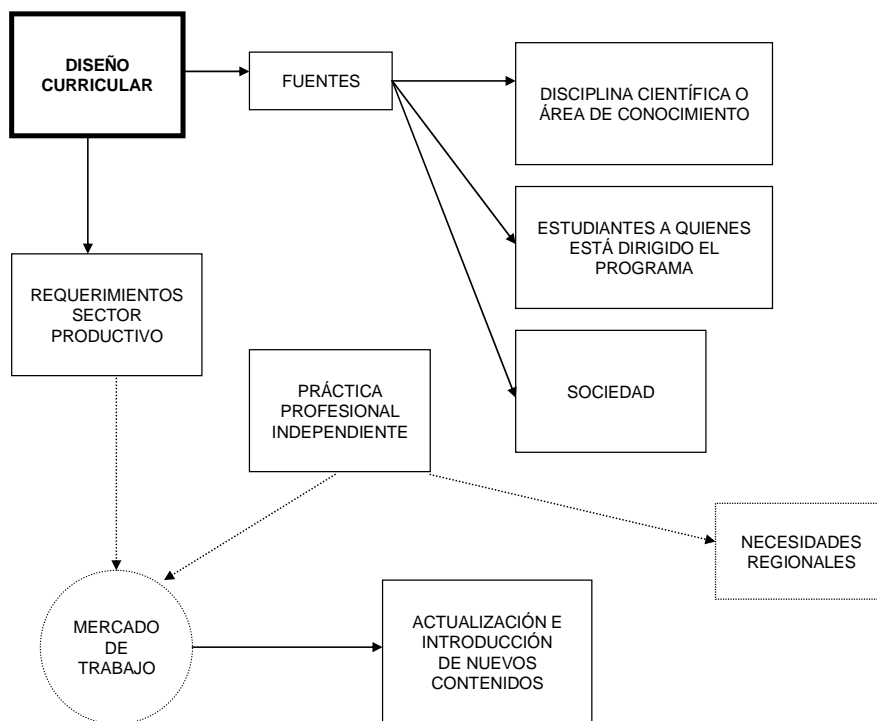 DISEÑO
CURRICULAR
FUENTES
DISCIPLINA CIENTÍFICA O
ÁREA DE CONOCIMIENTO
ESTUDIANTES A QUIENES
ESTÁ DIRIGIDO EL
PROGRAMA
REQUERIMIENTOS
SECTOR
PRODUCTIVO
SOCIEDAD
PRÁCTICA
PROFESIONAL
INDEPENDIENTE
NECESIDADES
REGIONALES
MERCADO
DE
TRABAJO
ACTUALIZACIÓN E
INTRODUCCIÓN
DE NUEVOS
CONTENIDOS